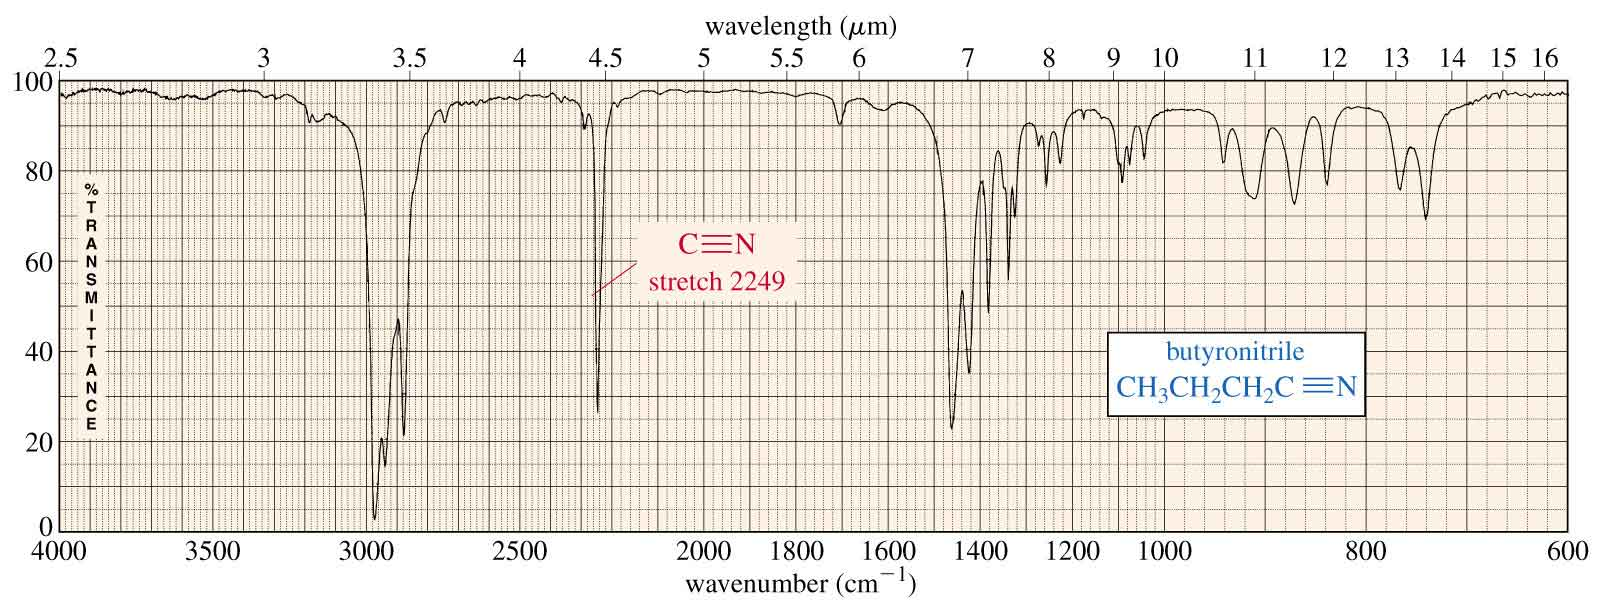 wavelength (μm)
2.5 3 3.5 4 4.5 5 5.5 6 7 8 9 10 11 12 13 14 15 16
100
80
60
40
20
0
%
T
R
A
N
S
M
I
T
T
A
N
C
E
C≡N
stretch 2249
butyronitrile
CH₃CH₂CH₂C≡N
4000 3500 3000 2500 2000 1800 1600 1400 1200 1000 800 600
wavenumber (cm⁻¹)